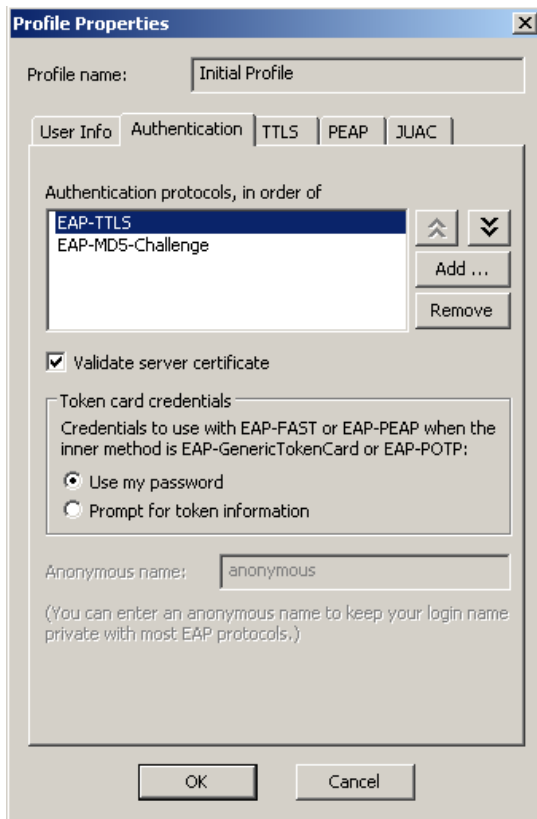 Profile Properties
Profile name: Initial Profile
User Info Authentication TTLS PEAP JUAC
Authentication protocols, in order of
EAP-TTLS
EAP-MD5-Challenge
Add ...
Remove
Validate server certificate
Token card credentials
Credentials to use with EAP-FAST or EAP-PEAP when the
inner method is EAP-GenericTokenCard or EAP-POTP:
Use my password
Prompt for token information
Anonymous name: anonymous
(You can enter an anonymous name to keep your login name
private with most EAP protocols.)
OK Cancel